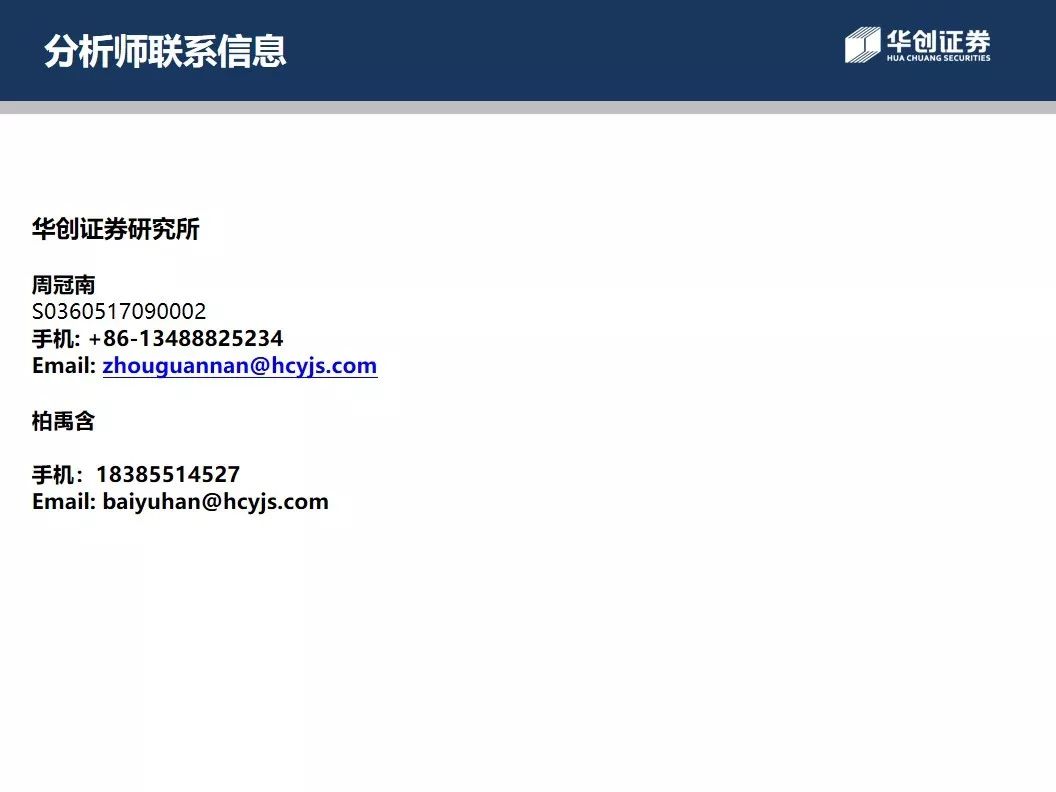 分析师联系信息
华创证券
HUA CHUANG SECURITIES
华创证券研究所
周冠南
S0360517090002
手机: +86-13488825234
Email: zhouguannan@hcyjs.com
柏禹含
手机：18385514527
Email: baiyuhan@hcyjs.com